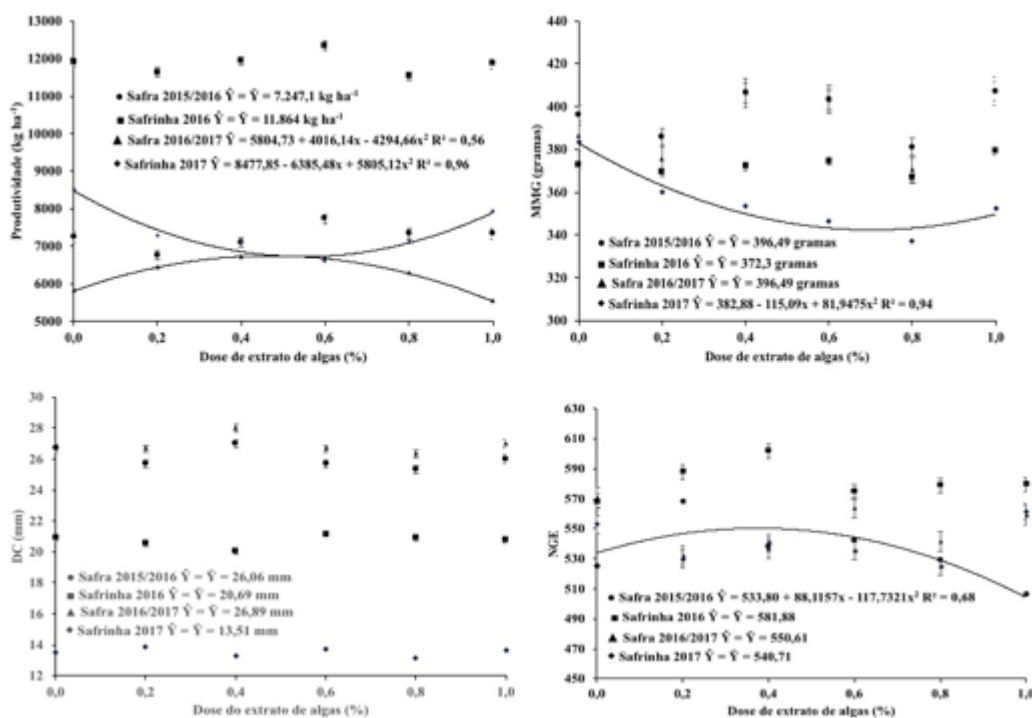 13000
12000
11000
10000
9000
8000
7000
6000
5000
Produtividade (kg ha⁻¹)
● Safra 2015/2016 Ŷ = Ȳ = 7.247,1 kg ha⁻¹
■ Safrinha 2016 Ŷ = Ȳ = 11.864 kg ha⁻¹
▲ Safra 2016/2017 Ŷ = 5804,73 + 4016,14x - 4294,66x² R² = 0,56
◆ Safrinha 2017 Ŷ = 8477,85 - 6385,48x + 5805,12x² R² = 0,96
0,0 0,2 0,4 0,6 0,8 1,0
Dose de extrato de algas (%)
440
420
400
380
360
340
320
300
MMG (gramas)
● Safra 2015/2016 Ŷ = Ȳ = 396,49 gramas
■ Safrinha 2016 Ŷ = Ȳ = 372,3 gramas
▲ Safra 2016/2017 Ŷ = Ȳ = 396,49 gramas
◆ Safrinha 2017 Ŷ = 382,88 - 115,09x + 81,9475x² R² = 0,94
0,0 0,2 0,4 0,6 0,8 1,0
Dose de extrato de algas (%)
30
28
26
24
22
20
18
16
14
12
DC (mm)
● Safra 2015/2016 Ŷ = Ȳ = 26,06 mm
■ Safrinha 2016 Ŷ = Ȳ = 20,69 mm
▲ Safra 2016/2017 Ŷ = Ȳ = 26,89 mm
◆ Safrinha 2017 Ŷ = Ȳ = 13,51 mm
0,0 0,2 0,4 0,6 0,8 1,0
Dose do extrato de algas (%)
630
610
590
570
550
530
510
490
470
450
NGE
● Safra 2015/2016 Ŷ = 533,80 + 88,1157x - 117,7321x² R² = 0,68
■ Safrinha 2016 Ŷ = Ȳ = 581,88
▲ Safra 2016/2017 Ŷ = Ȳ = 550,61
◆ Safrinha 2017 Ŷ = Ȳ = 540,71
0,0 0,2 0,4 0,6 0,8 1,0
Dose de extrato de algas (%)